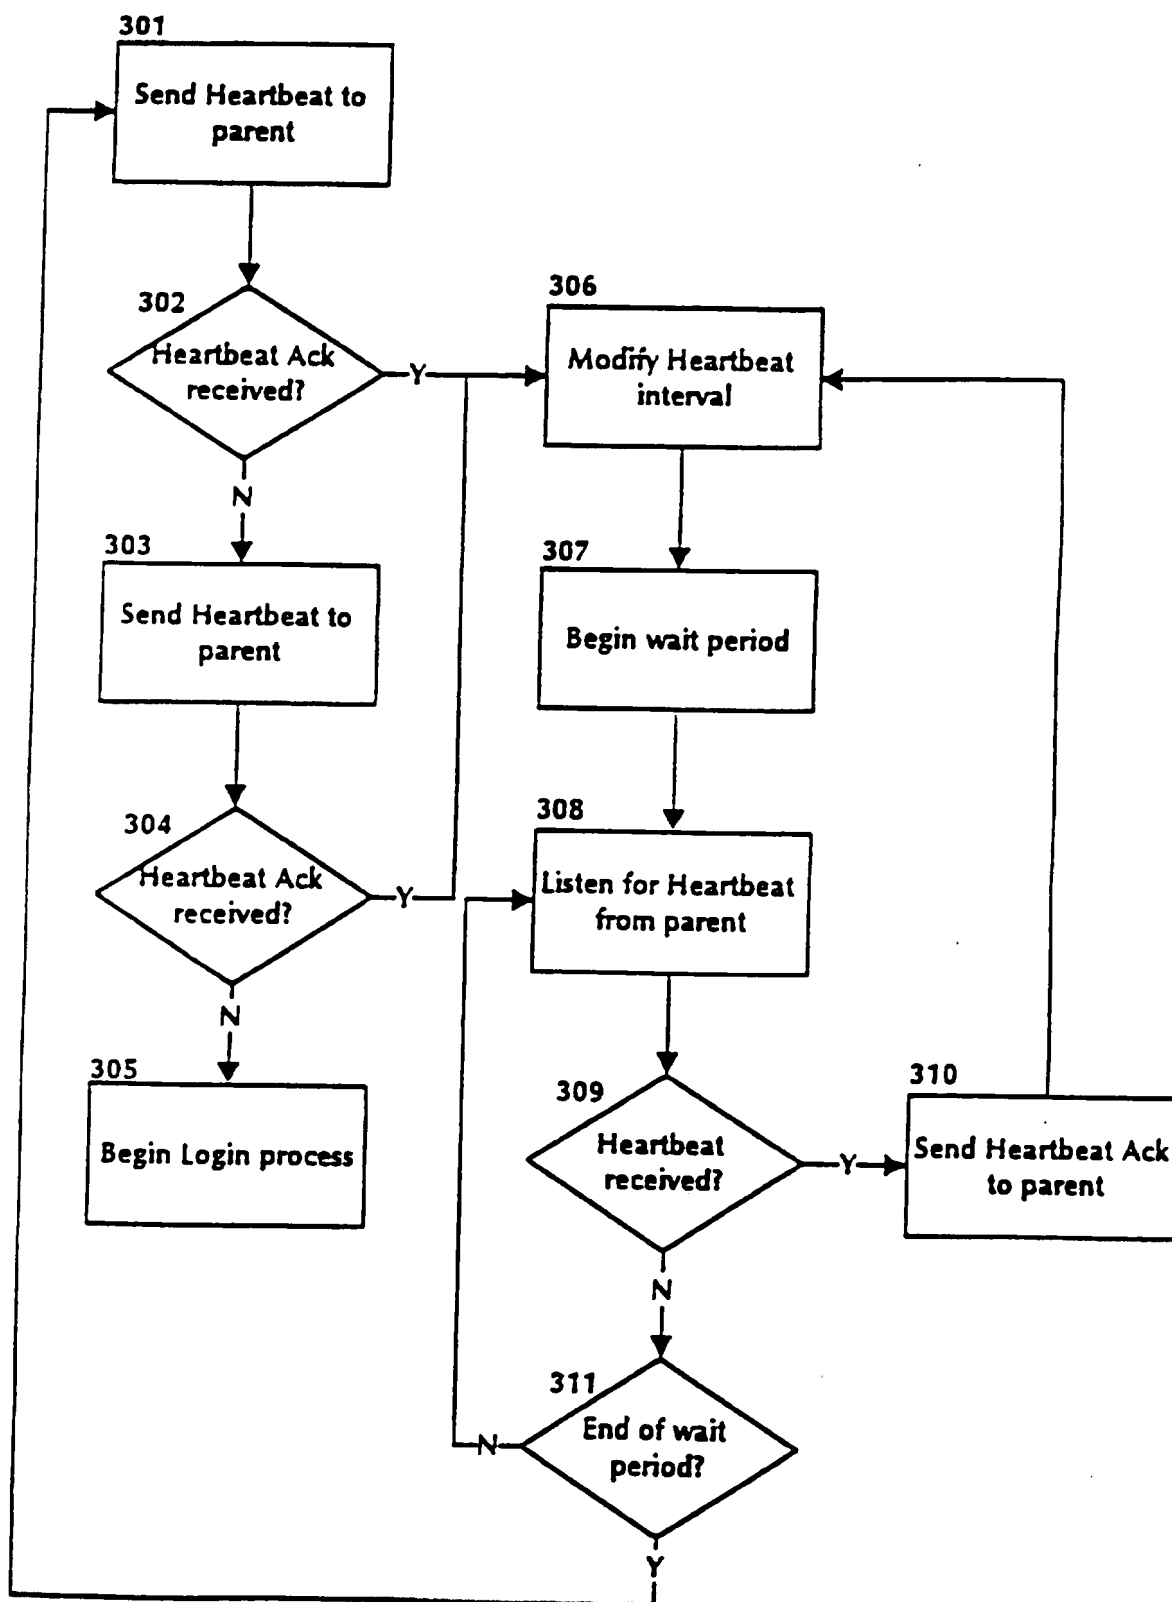 301
Send Heartbeat to
parent
302
Heartbeat Ack
received?
Y
N
303
Send Heartbeat to
parent
304
Heartbeat Ack
received?
Y
N
305
Begin Login process
306
Modify Heartbeat
interval
307
Begin wait period
308
Listen for Heartbeat
from parent
309
Heartbeat
received?
Y
N
310
Send Heartbeat Ack
to parent
311
End of wait
period?
N
Y